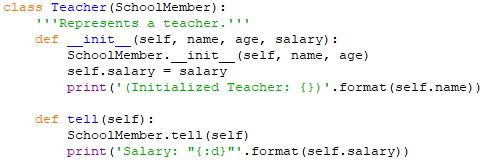 class Teacher(SchoolMember):
    '''Represents a teacher.'''
    def __init__(self, name, age, salary):
        SchoolMember.__init__(self, name, age)
        self.salary = salary
        print('(Initialized Teacher: {})'.format(self.name))

    def tell(self):
        SchoolMember.tell(self)
        print('Salary: "{:d}"'.format(self.salary))